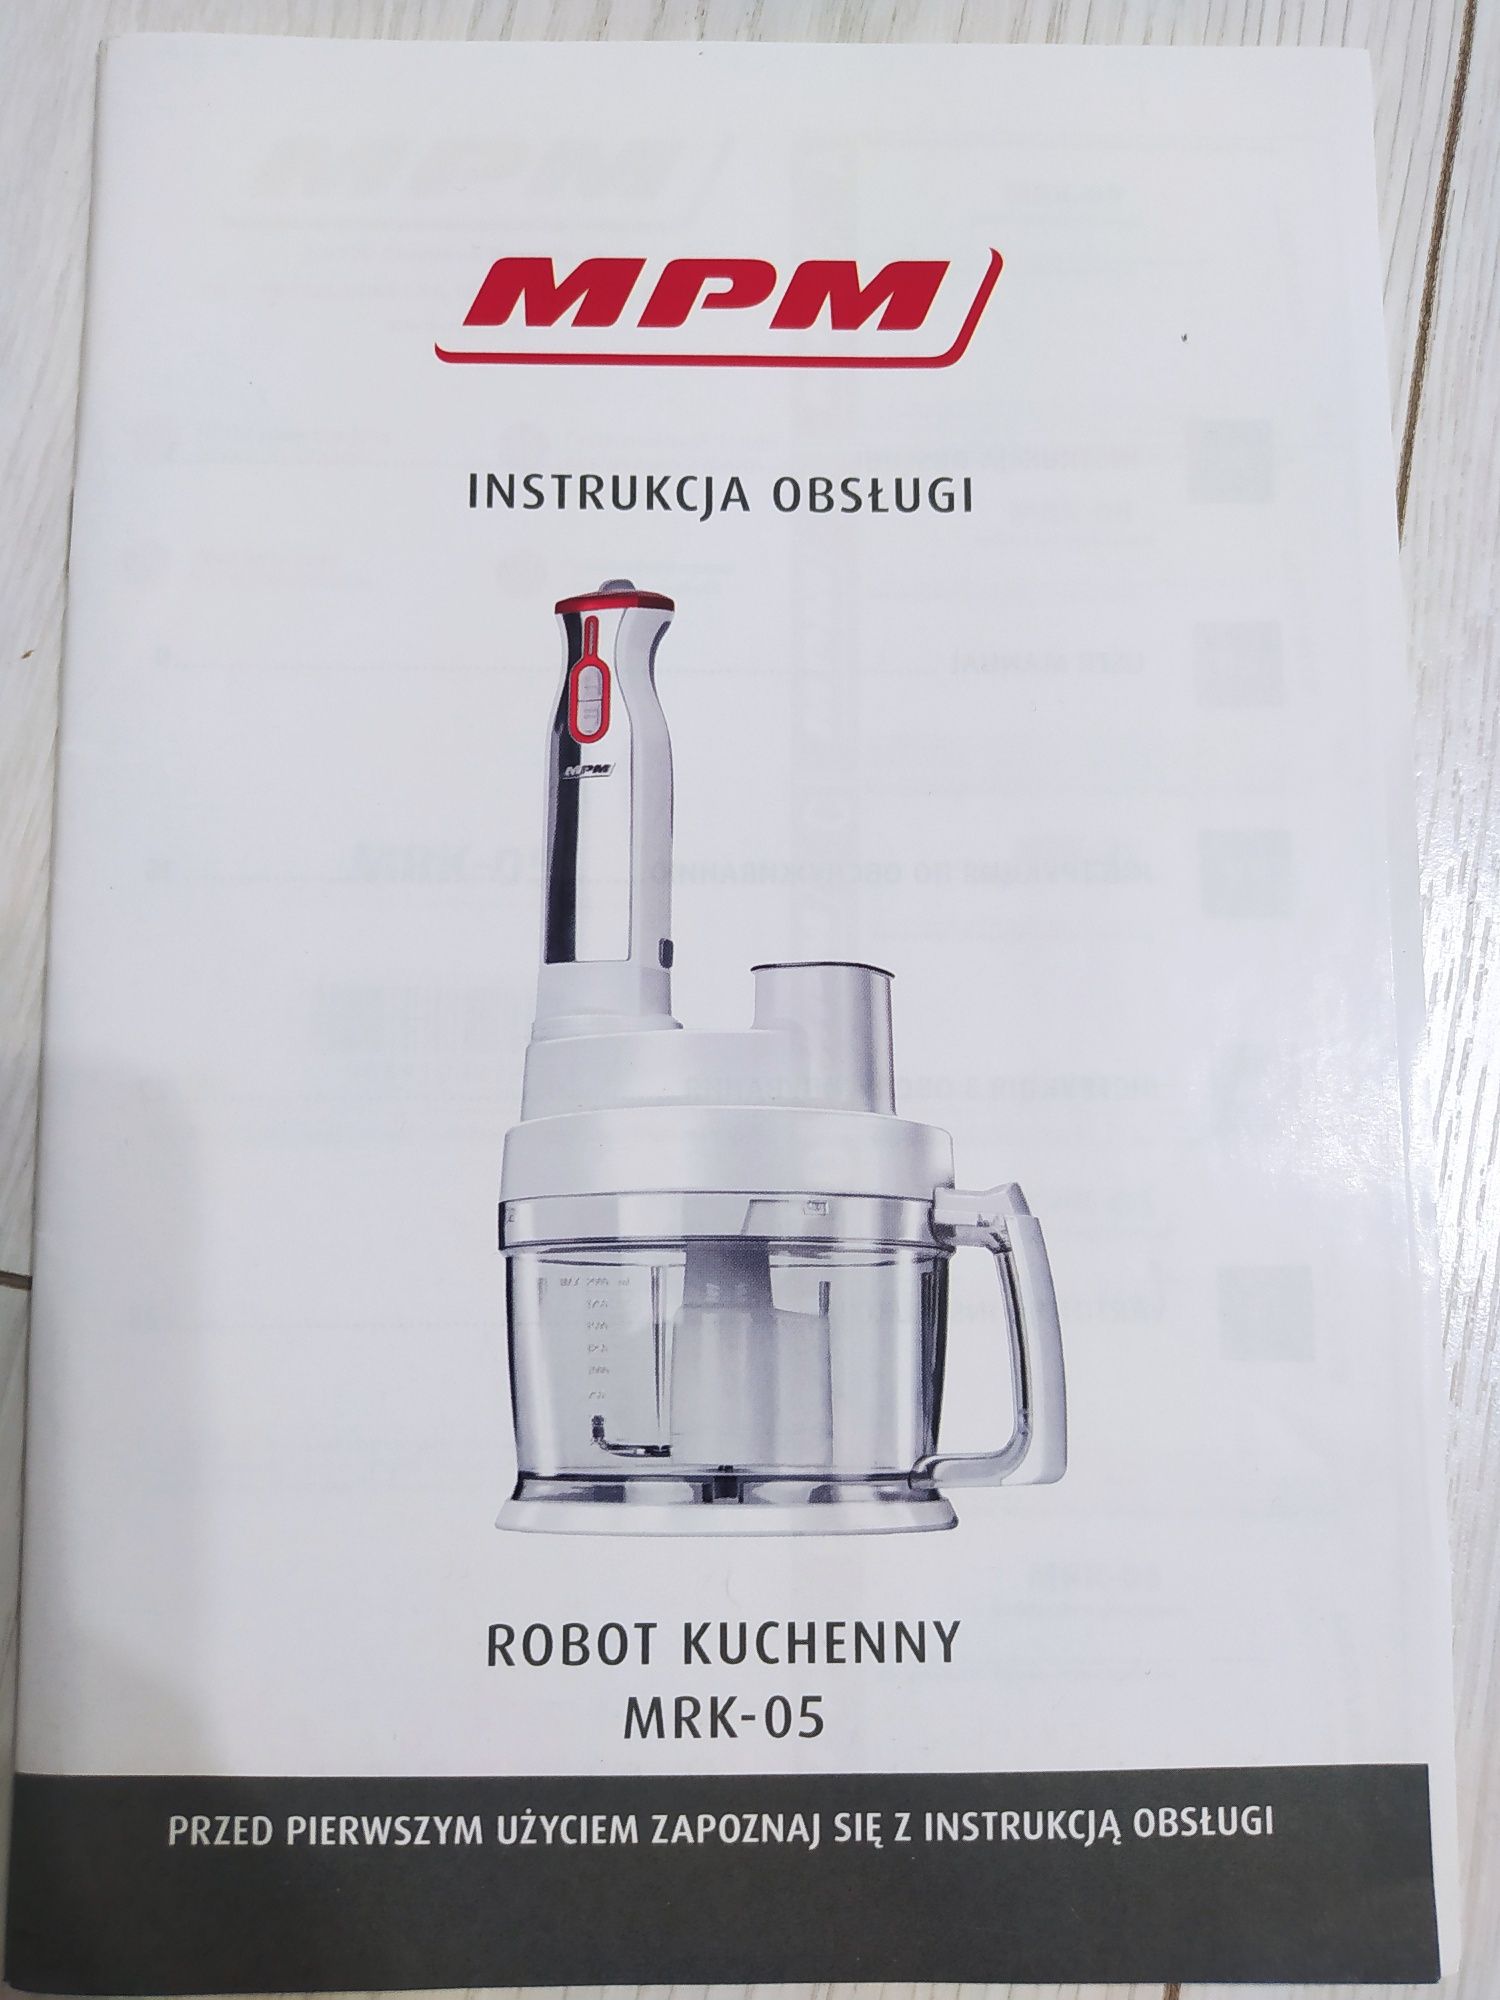 MPM
INSTRUKCJA OBSŁUGI
MPM
ROBOT KUCHENNY
MRK-05
PRZED PIERWSZYM UŻYCIEM ZAPOZNAJ SIĘ Z INSTRUKCJĄ OBSŁUGI